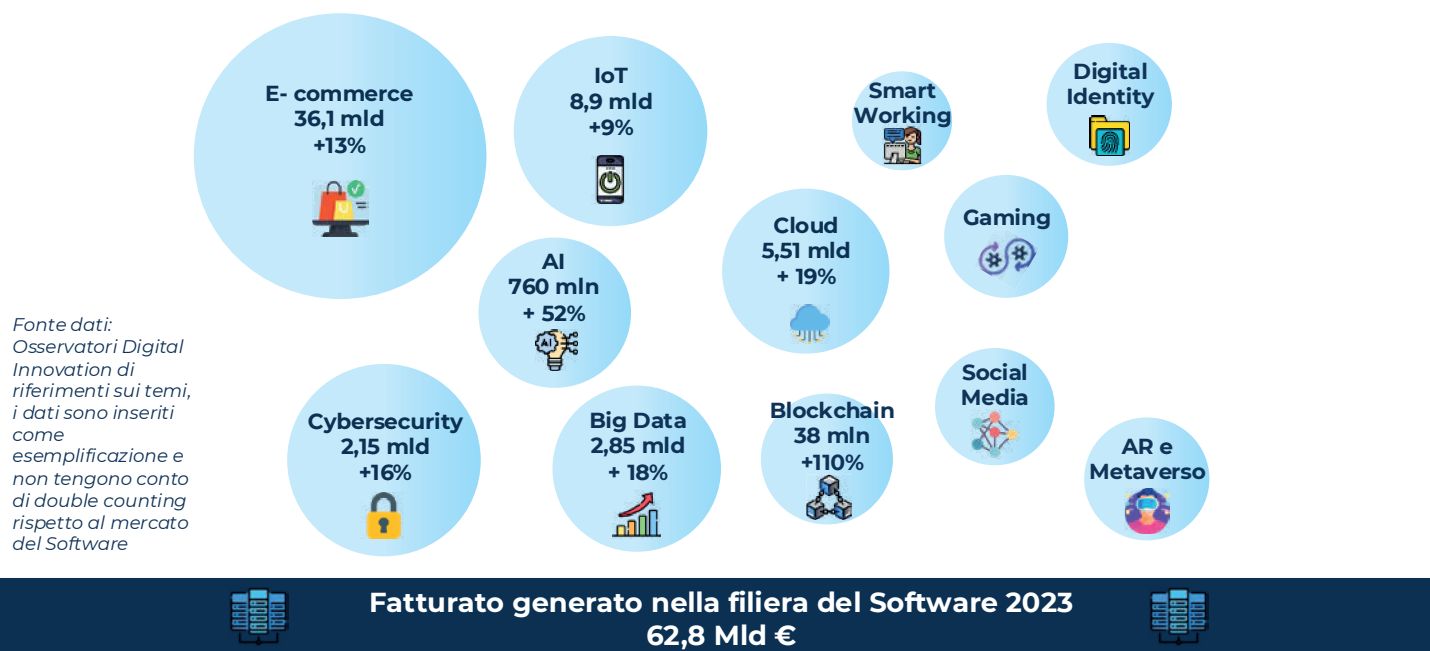 E- commerce
36,1 mld
+13%
IoT
8,9 mld
+9%
Smart
Working
Digital
Identity
AI
760 mln
+ 52%
Cloud
5,51 mld
+ 19%
Gaming
Fonte dati:
Osservatori Digital
Innovation di
riferimenti sui temi,
i dati sono inseriti
come
esemplificazione e
non tengono conto
di double counting
rispetto al mercato
del Software
Cybersecurity
2,15 mld
+16%
Big Data
2,85 mld
+ 18%
Blockchain
38 mln
+110%
Social
Media
AR e
Metaverso
Fatturato generato nella filiera del Software 2023
62,8 Mld €